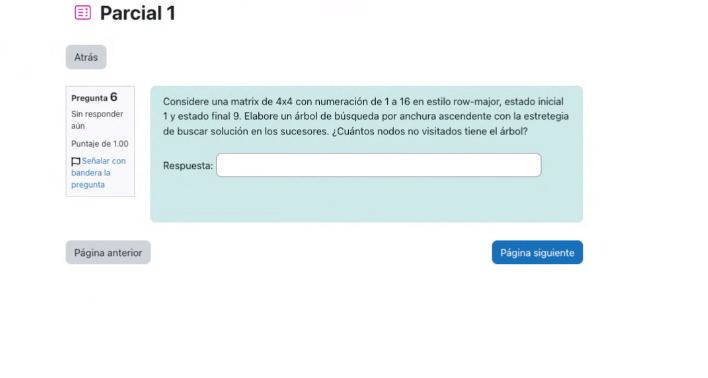 Parcial 1
Atrás
Pregunta 6
Sin responder
aún
Puntaje de 1.00
Señalar con
bandera la
pregunta
Considere una matrix de 4x4 con numeración de 1 a 16 en estilo row-major, estado inicial
1 y estado final 9. Elabore un árbol de búsqueda por anchura ascendente con la estretegia
de buscar solución en los sucesores. ¿Cuántos nodos no visitados tiene el árbol?
Respuesta:
Página anterior
Página siguiente